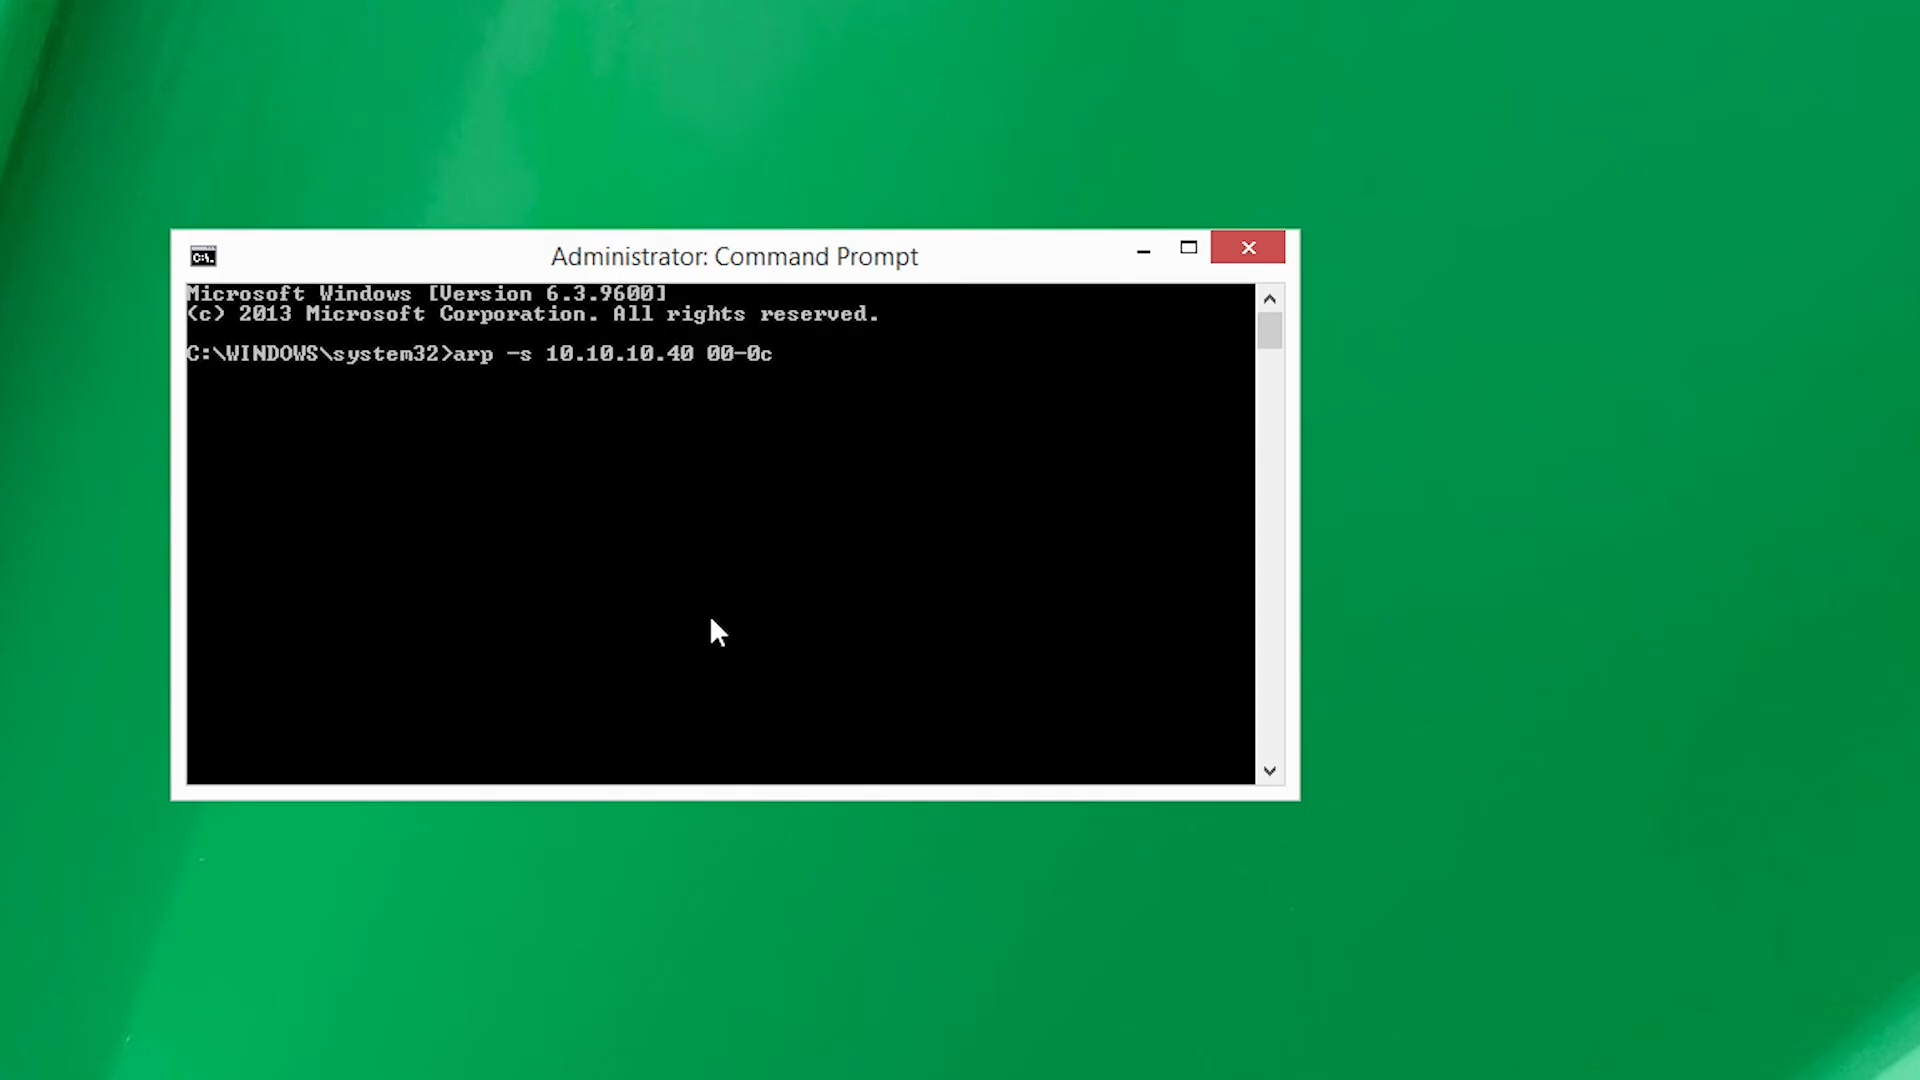 C:\.
Administrator: Command Prompt
Microsoft Windows [Version 6.3.9600]
(c) 2013 Microsoft Corporation. All rights reserved.
C:\WINDOWS\system32>arp -s 10.10.10.40 00-0c